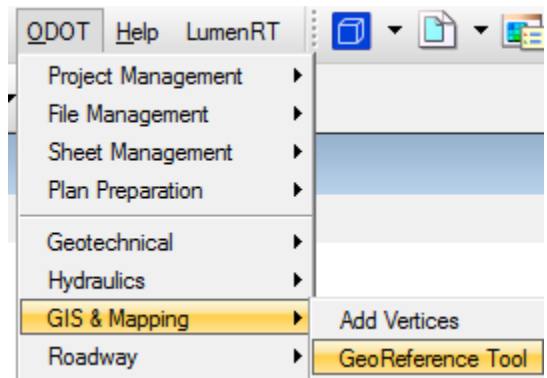 ODOT Help LumenRT
Project Management
File Management
Sheet Management
Plan Preparation
Geotechnical
Hydraulics
GIS & Mapping
Add Vertices
Roadway
GeoReference Tool